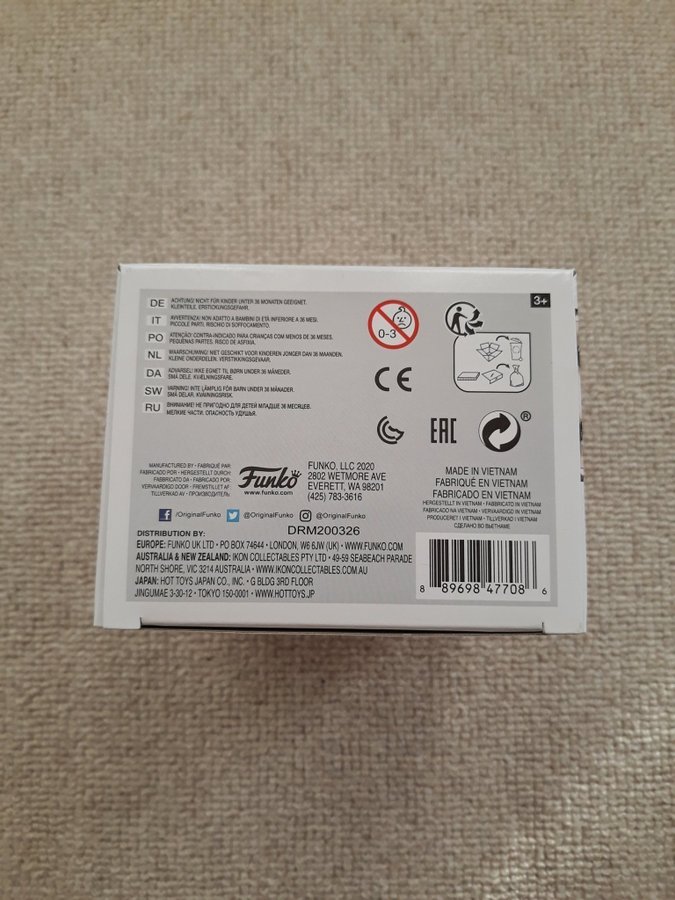 DE ACHTUNG! NICHT FÜR KINDER UNTER 36 MONATEN GEEIGNET.
KLEINTEILE. ERSTICKUNGSGEFAHR.
IT AVVERTENZA! NON ADATTO A BAMBINI DI ETÀ INFERIORE A 36 MESI.
PICCOLE PARTI. RISCHIO DI SOFFOCAMENTO.
PO ATENÇÃO! CONTRA-INDICADO PARA CRIANÇAS COM MENOS DE 36 MESES.
PEQUENAS PARTES. RISCO DE ASFIXIA.
NL WAARSCHUWING! NIET GESCHIKT VOOR KINDEREN JONGER DAN 36 MAANDEN.
KLEINE ONDERDELEN. VERSTIKKINGSGEVAAR.
DA ADVARSEL! IKKE EGNET TIL BØRN UNDER 36 MÅNEDER.
SMÅ DELE. KVÆLNINGSFARE.
SW VARNING! INTE LÄMPLIG FÖR BARN UNDER 36 MÅNADER.
SMÅ DELAR. KVÄVNINGSRISK.
RU ВНИМАНИЕ! НЕ ПРИГОДНО ДЛЯ ДЕТЕЙ МЛАДШЕ 36 МЕСЯЦЕВ.
МЕЛКИЕ ЧАСТИ. ОПАСНОСТЬ УДУШЬЯ.
0-3
3+
CE
EAC
®
MANUFACTURED BY • FABRIQUÉ PAR
FABRICADO POR • HERGESTELLT DURCH:
FABBRICATO DA • FABRICADO POR
VERVAARDIGD DOOR • FREMSTILLET AF
TILLVERKAD AV • ПРОИЗВОДИТЕЛЬ
Funko
www.funko.com
FUNKO, LLC 2020
2802 WETMORE AVE
EVERETT, WA 98201
(425) 783-3616
MADE IN VIETNAM
FABRIQUÉ EN VIETNAM
FABRICADO EN VIETNAM
HERGESTELLT IN VIETNAM • FABBRICATO IN VIETNAM
FABRICADO NA VIETNAM • VERVAARDIGD IN VIETNAM
PRODUCERET I VIETNAM • TILLVERKAD I VIETNAM
СДЕЛАНО ВО ВЬЕТНАМЕ
/OriginalFunko @OriginalFunko @OriginalFunko
DRM200326
DISTRIBUTION BY:
EUROPE: FUNKO UK LTD • PO BOX 74644 • LONDON, W6 6JW (UK) • WWW.FUNKO.COM
AUSTRALIA & NEW ZEALAND: IKON COLLECTABLES PTY LTD • 49-59 SEABEACH PARADE
NORTH SHORE, VIC 3214 AUSTRALIA • WWW.IKONCOLLECTABLES.COM.AU
JAPAN: HOT TOYS JAPAN CO., INC. • G BLDG 3RD FLOOR
JINGUMAE 3-30-12 • TOKYO 150-0001 • WWW.HOTTOYS.JP
8 89698 47708 6